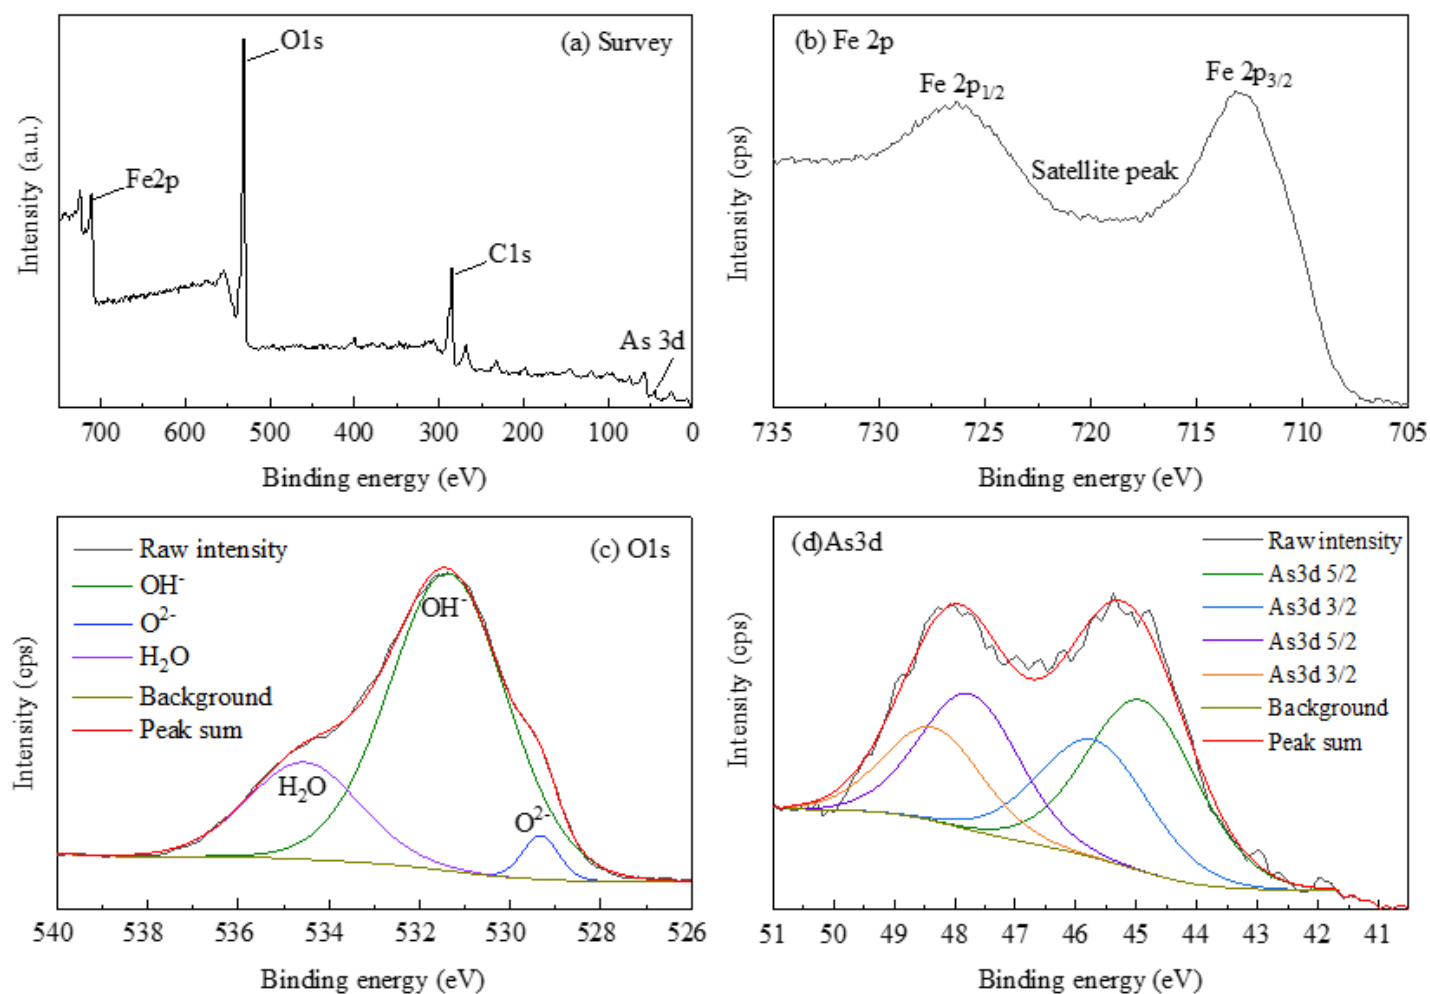 (a) Survey
O1s
Fe2p
C1s
As 3d
Intensity (a.u.)
700 600 500 400 300 200 100 0
Binding energy (eV)
(b) Fe 2p
Fe 2p1/2
Fe 2p3/2
Satellite peak
Intensity (cps)
735 730 725 720 715 710 705
Binding energy (eV)
(c) O1s
Raw intensity
OH-
O2-
H2O
Background
Peak sum
OH-
H2O
O2-
Intensity (cps)
540 538 536 534 532 530 528 526
Binding energy (eV)
(d)As3d
Raw intensity
As3d 5/2
As3d 3/2
As3d 5/2
As3d 3/2
Background
Peak sum
Intensity (cps)
51 50 49 48 47 46 45 44 43 42 41
Binding energy (eV)